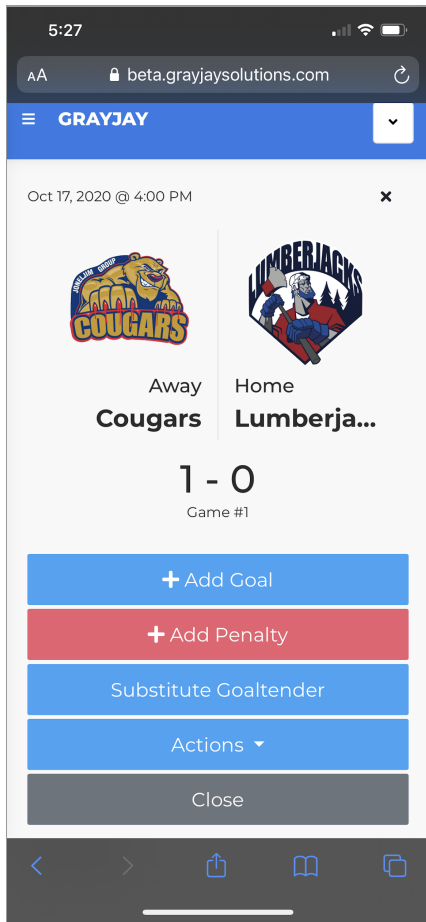 5:27
AA beta.grayjaysolutions.com
GRAYJAY
Oct 17, 2020 @ 4:00 PM
JONELJIM GROUP
COUGARS
LUMBERJACKS
Away
Cougars
Home
Lumberja...
1 - 0
Game #1
Add Goal
Add Penalty
Substitute Goaltender
Actions
Close